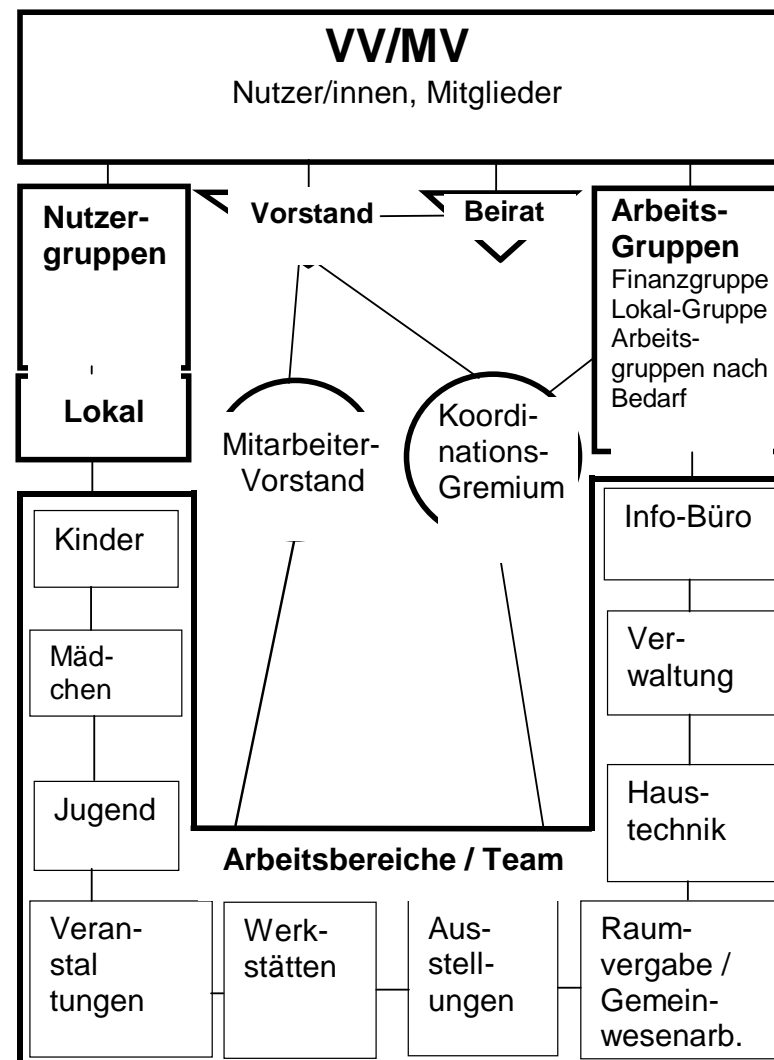 VV/MV
Nutzer/innen, Mitglieder
Nutzer-
gruppen
Vorstand
Beirat
Arbeits-
Gruppen
Finanzgruppe
Lokal-Gruppe
Arbeits-
gruppen nach
Bedarf
Lokal
Mitarbeiter-
Vorstand
Koordi-
nations-
Gremium
Kinder
Mäd-
chen
Jugend
Info-Büro
Ver-
waltung
Haus-
technik
Arbeitsbereiche / Team
Veran-
stal
tungen
Werk-
stätten
Aus-
stell-
ungen
Raum-
vergabe /
Gemein-
wesenarb.